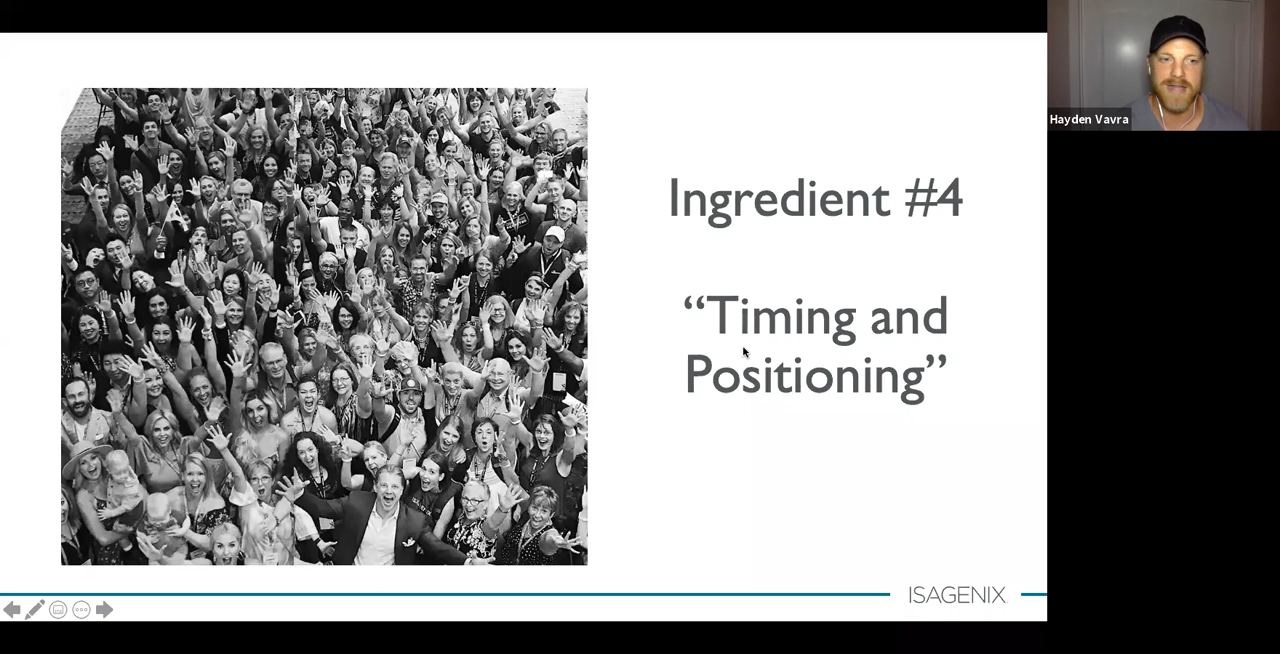 Hayden Vavra
Ingredient #4
“Timing and
Positioning”
ISAGENIX